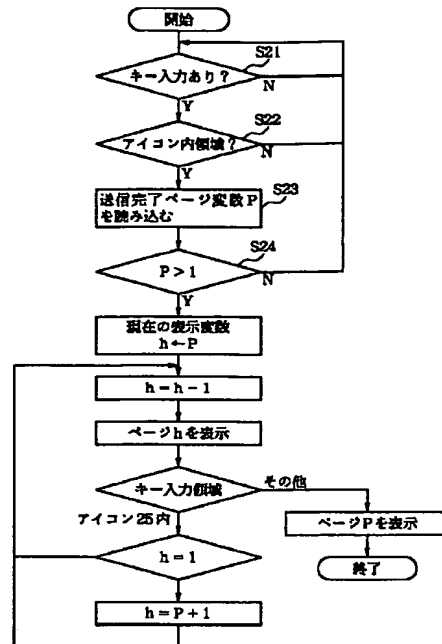 開始
S21
キー入力あり?
N
Y
S22
アイコン内領域?
N
Y
S23
送信完了ページ変数P
を読み込む
S24
P>1
N
Y
現在の表示変数
h←P
h=h-1
ページhを表示
キー入力領域
その他
アイコン25内
ページPを表示
h=1
終了
h=P+1